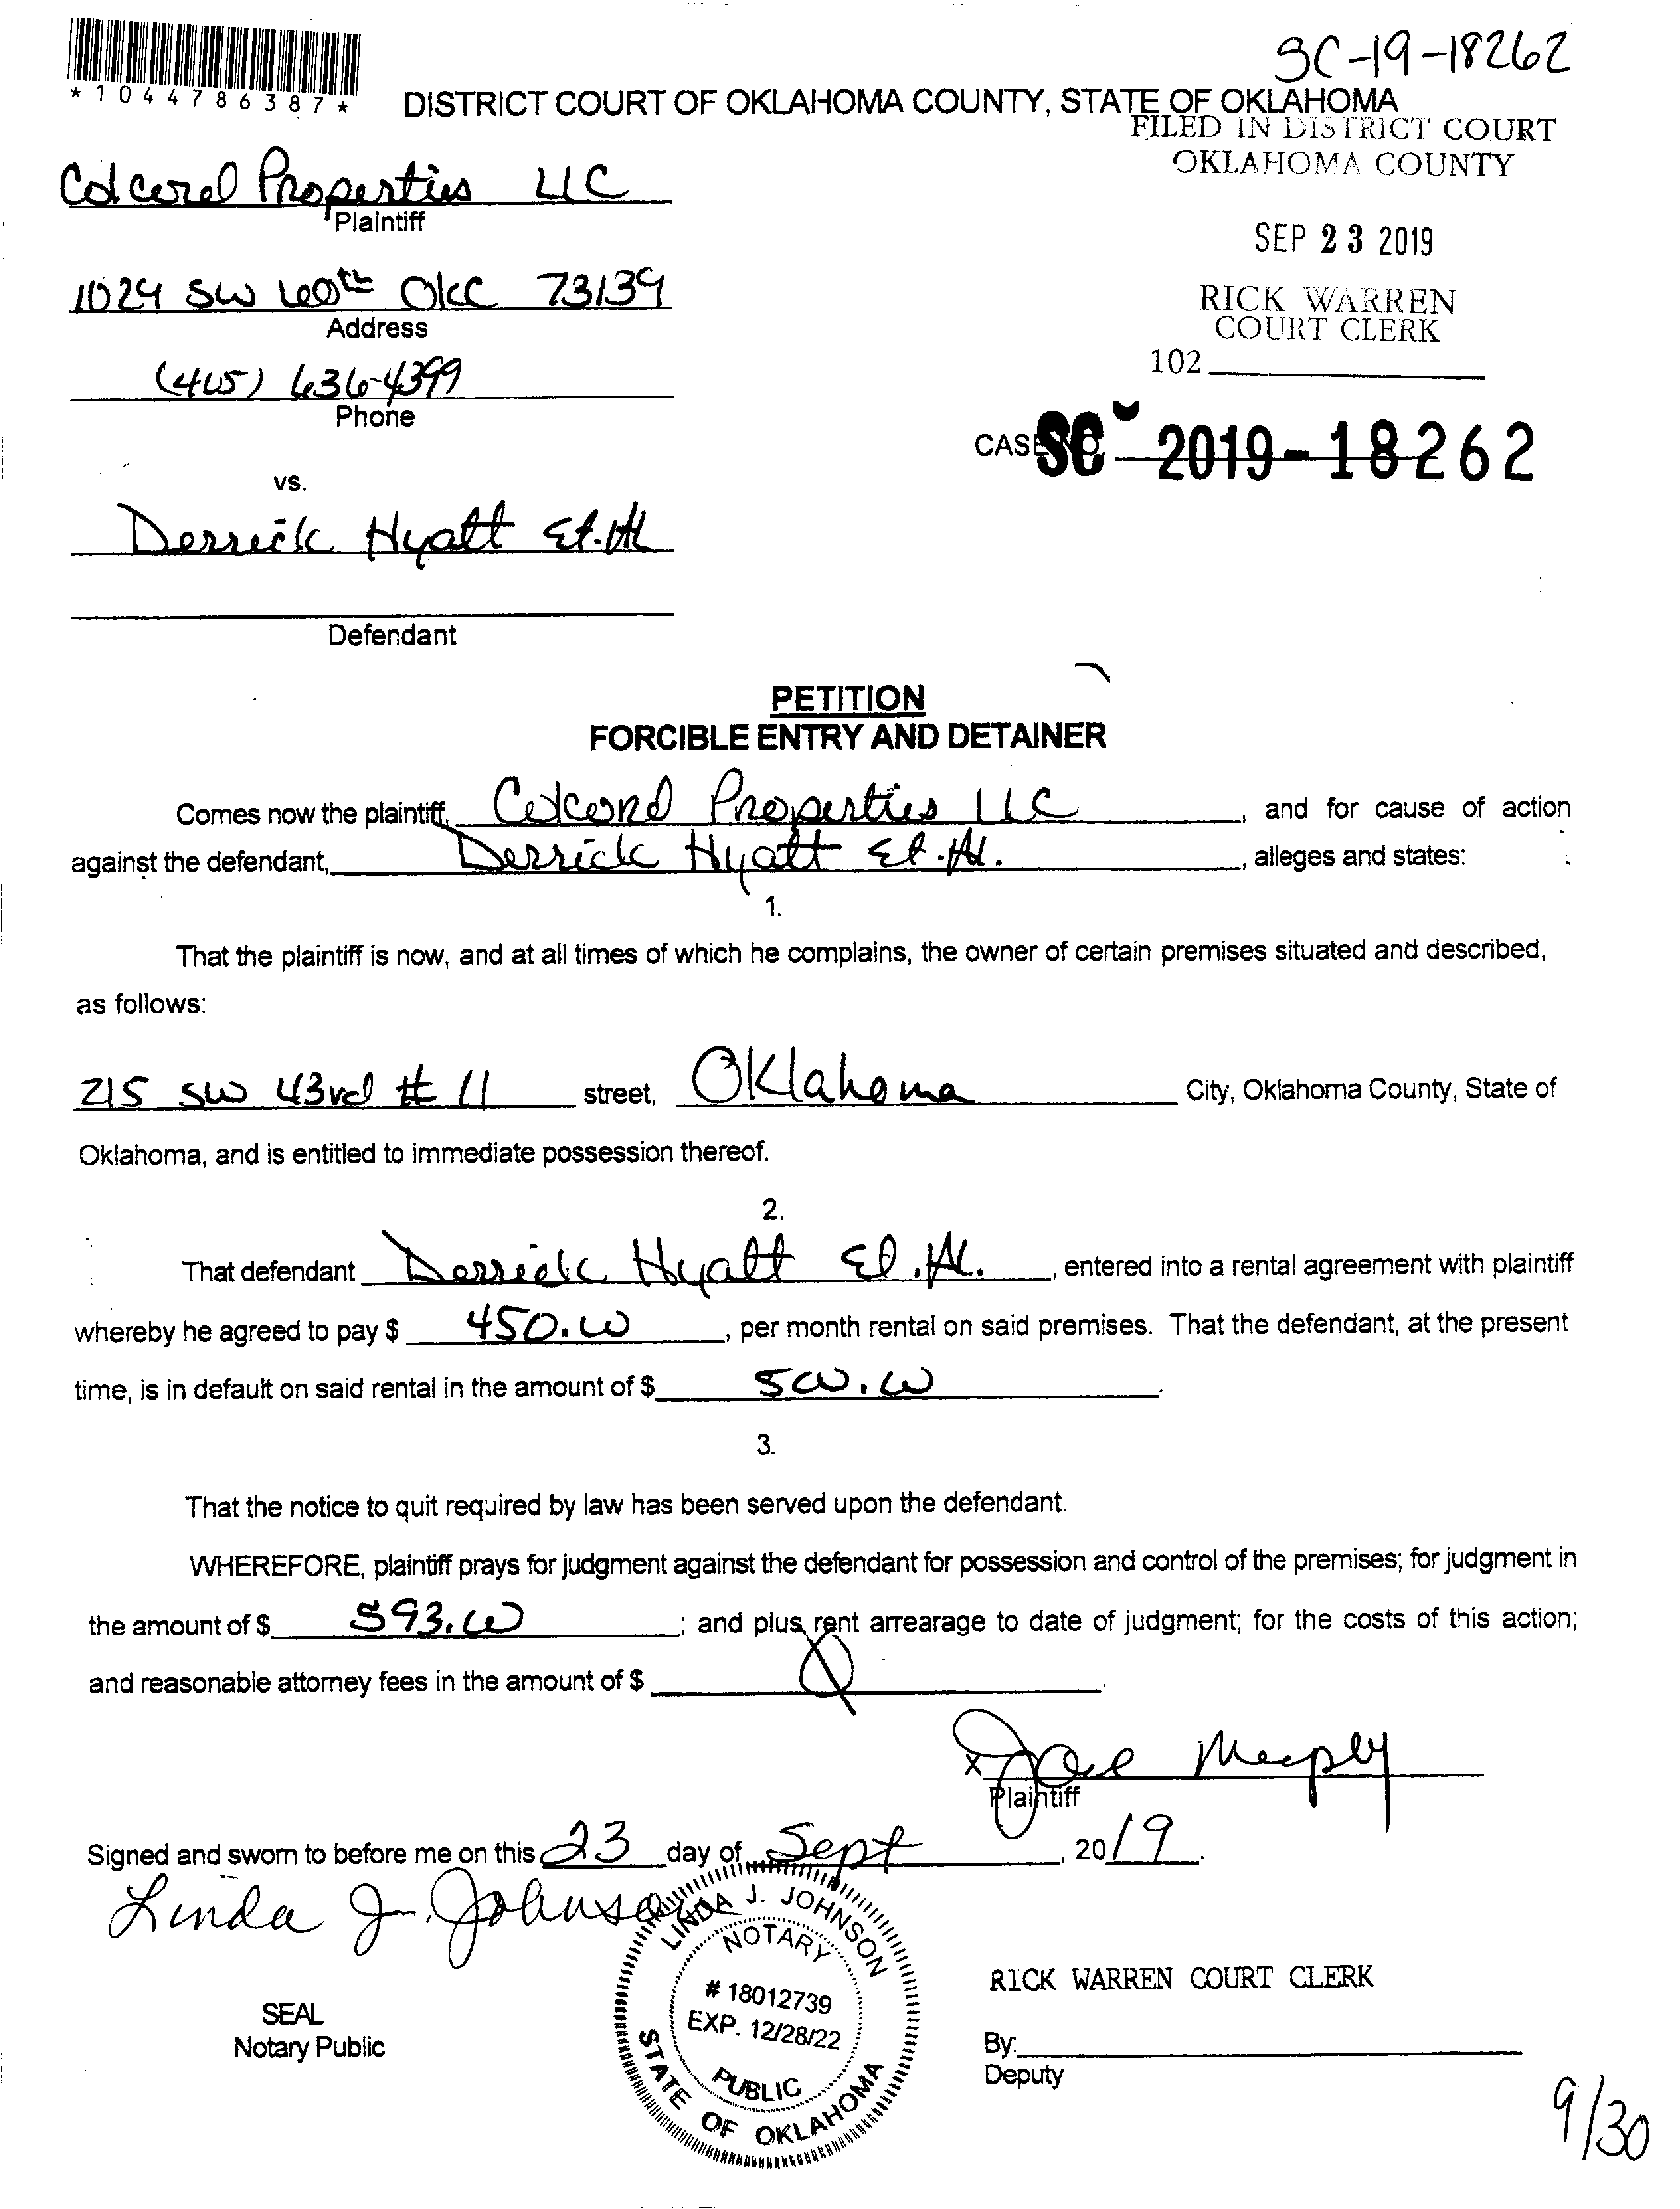 SC-19-18262
*1044786387*
DISTRICT COURT OF OKLAHOMA COUNTY, STATE OF OKLAHOMA
FILED IN DISTRICT COURT
OKLAHOMA COUNTY
Colcord Properties LLC
Plaintiff
SEP 23 2019
1024 SW 60th OKC 73139
Address
RICK WARREN
COURT CLERK
(405) 636-4399
Phone
102
CASE SC - 2019-18262
vs.
Derrick Hyatt Et. Al
Defendant
PETITION
FORCIBLE ENTRY AND DETAINER
Comes now the plaintiff, Colcord Properties LLC, and for cause of action
against the defendant, Derrick Hyatt Et. Al., alleges and states:
1.
That the plaintiff is now, and at all times of which he complains, the owner of certain premises situated and described,
as follows:
215 SW 43rd # 11 street, Oklahoma City, Oklahoma County, State of
Oklahoma, and is entitled to immediate possession thereof.
2.
That defendant Derrick Hyatt Et. Al., entered into a rental agreement with plaintiff
whereby he agreed to pay $ 450.00, per month rental on said premises. That the defendant, at the present
time, is in default on said rental in the amount of $ 500.00.
3.
That the notice to quit required by law has been served upon the defendant.
WHEREFORE, plaintiff prays for judgment against the defendant for possession and control of the premises; for judgment in
the amount of $ 593.00; and plus rent arrearage to date of judgment; for the costs of this action;
and reasonable attorney fees in the amount of $
x
Plaintiff
Signed and sworn to before me on this 23 day of Sept, 2019.
Linda J. Johnson
LINDA J. JOHNSON
NOTARY
# 18012739
EXP. 12/28/22
PUBLIC
STATE OF OKLAHOMA
SEAL
Notary Public
RICK WARREN COURT CLERK
By:
Deputy
9/30